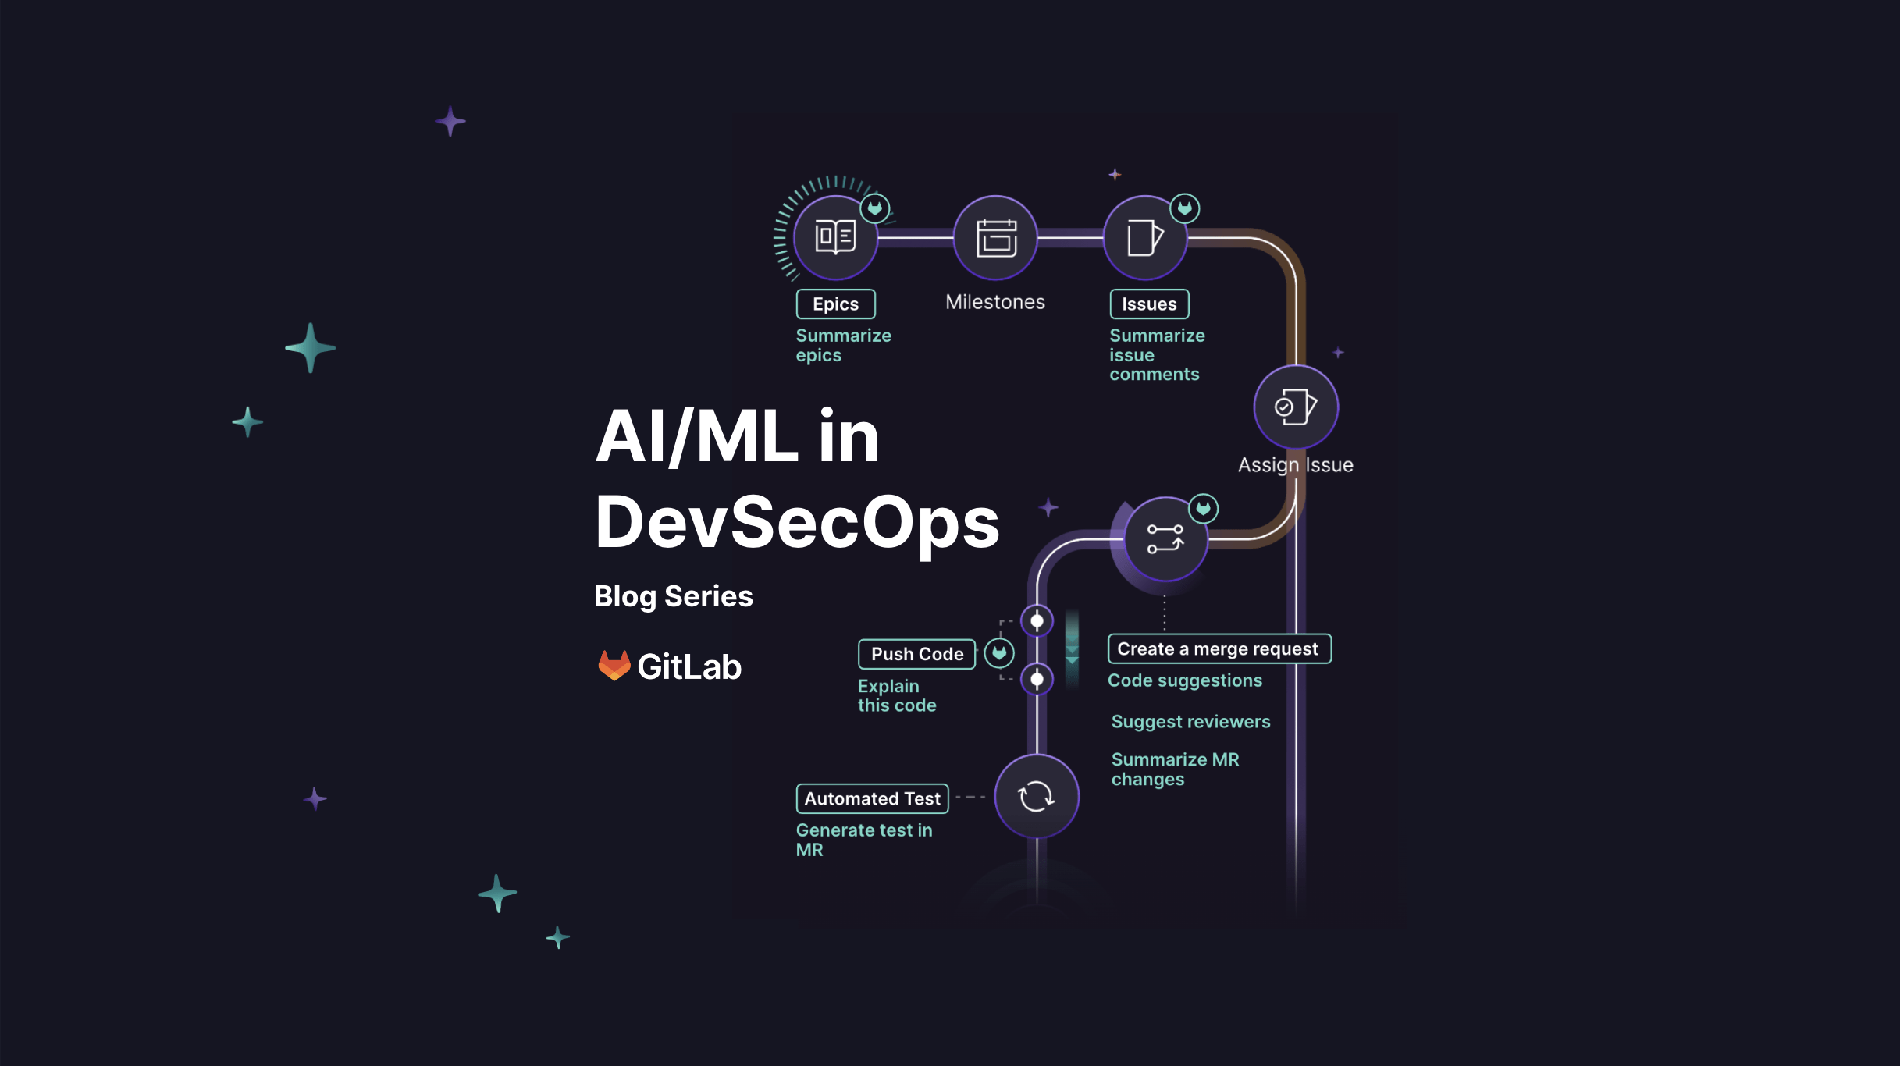 Epics
Summarize
epics
Milestones
Issues
Summarize
issue
comments
Assign Issue
AI/ML in
DevSecOps
Blog Series
GitLab
Push Code
Explain
this code
Create a merge request
Code suggestions
Suggest reviewers
Summarize MR
changes
Automated Test
Generate test in
MR